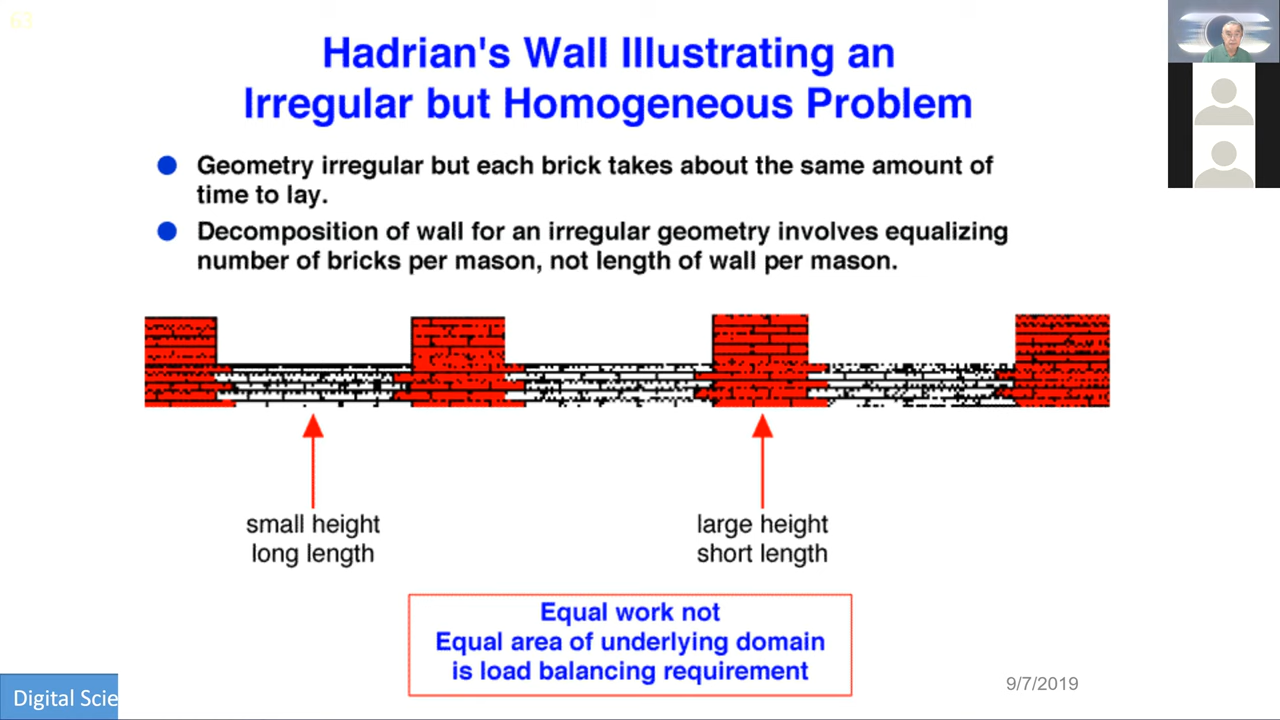 63
Hadrian's Wall Illustrating an
Irregular but Homogeneous Problem
Geometry irregular but each brick takes about the same amount of
time to lay.
Decomposition of wall for an irregular geometry involves equalizing
number of bricks per mason, not length of wall per mason.
small height
long length
large height
short length
Equal work not
Equal area of underlying domain
is load balancing requirement
Digital Scie
9/7/2019